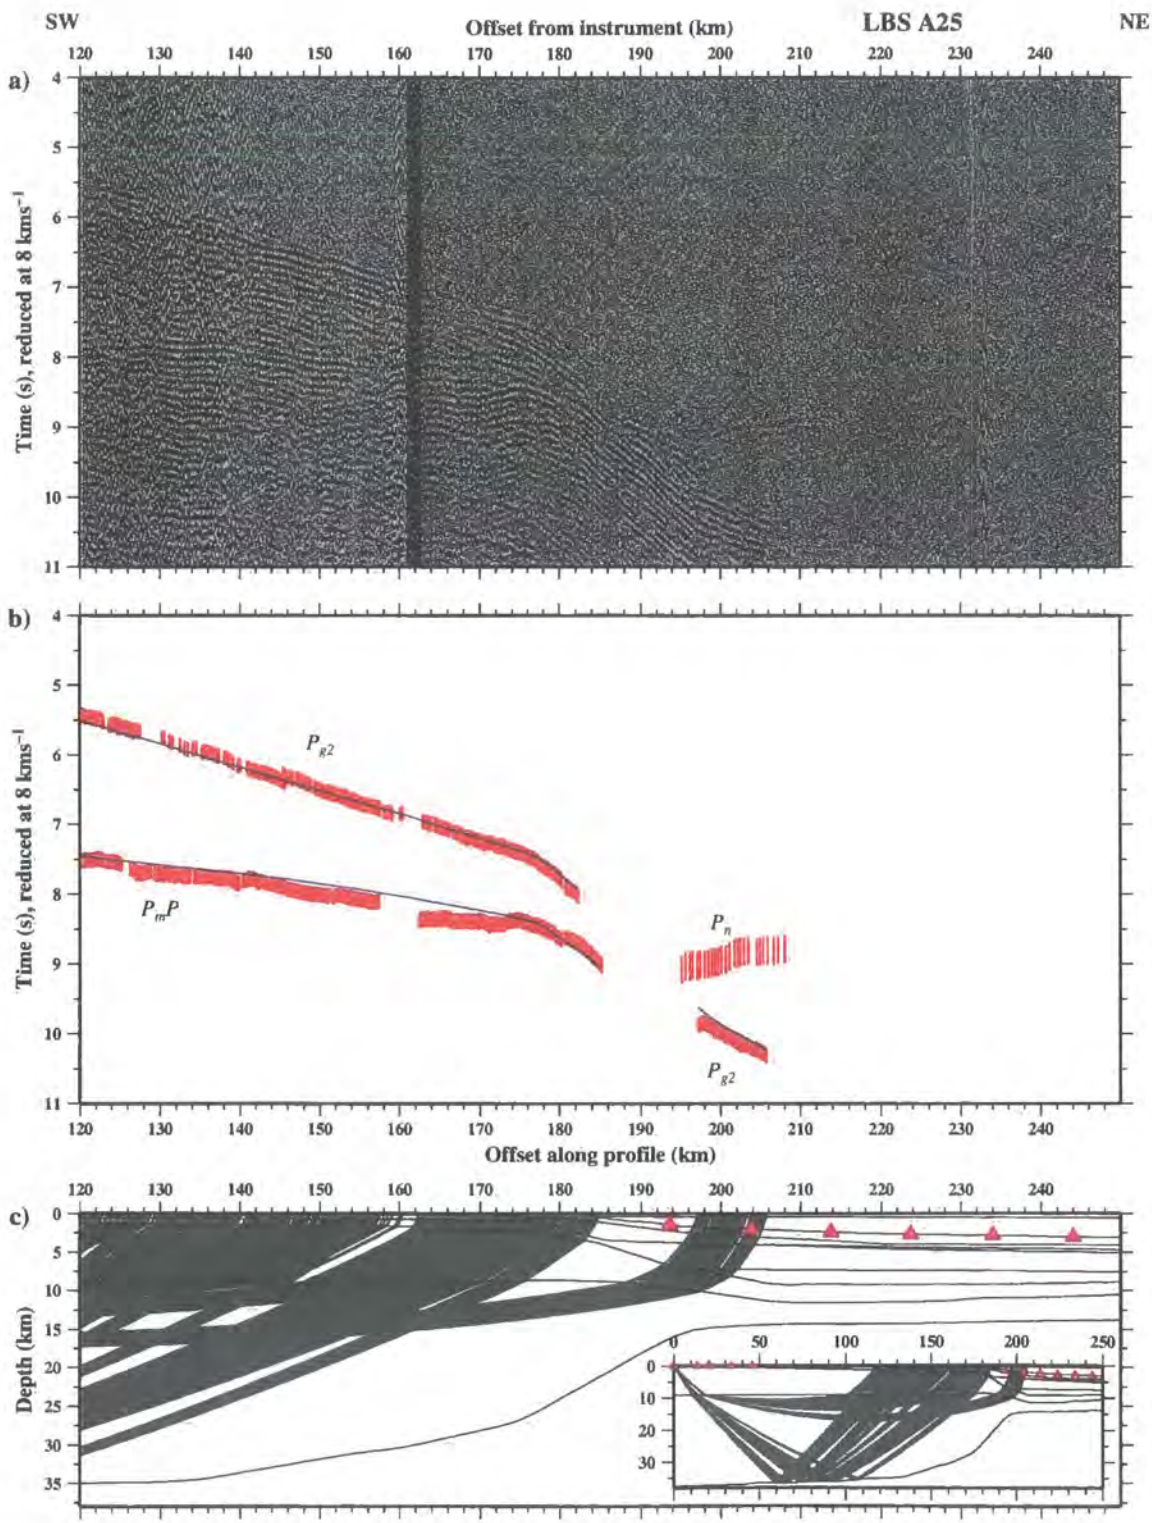 SW Offset from instrument (km) LBS A25 NE
120 130 140 150 160 170 180 190 200 210 220 230 240
a)
4
5
6
7
8
9
10
11
Time (s), reduced at 8 kms⁻¹
b)
4
5
6
7
8
9
10
11
Time (s), reduced at 8 kms⁻¹
Pg2
PmP
Pn
Pg2
120 130 140 150 160 170 180 190 200 210 220 230 240
Offset along profile (km)
120 130 140 150 160 170 180 190 200 210 220 230 240
c)
0
5
10
15
20
25
30
35
Depth (km)
0 50 100 150 200 250
0
10
20
30